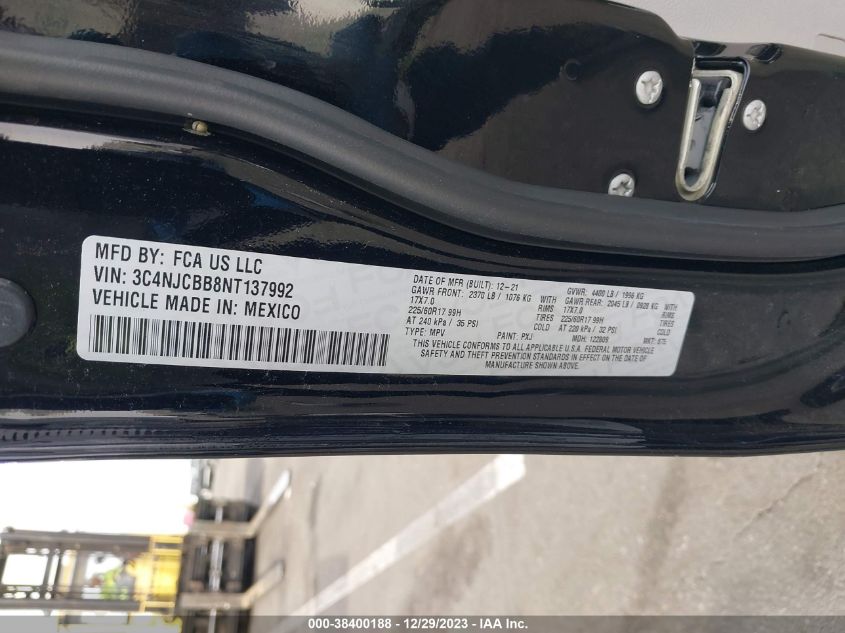 MFD BY: FCA US LLC
VIN: 3C4NJCBB8NT137992
VEHICLE MADE IN: MEXICO
DATE OF MFR (BUILT): 12-21
GVWR: 4400 LB / 1996 KG
GAWR FRONT: 2370 LB / 1076 KG WITH
GAWR REAR: 2045 LB / 0928 KG WITH
17X7.0 RIMS 17X7.0 RIMS
225/60R17 99H TIRES 225/60R17 99H TIRES
AT 240 kPa / 35 PSI COLD AT 220 kPa / 32 PSI COLD
TYPE: MPV PAINT: PXJ MDH: 122809 MKT: 875
THIS VEHICLE CONFORMS TO ALL APPLICABLE U.S.A. FEDERAL MOTOR VEHICLE
SAFETY AND THEFT PREVENTION STANDARDS IN EFFECT ON THE DATE OF
MANUFACTURE SHOWN ABOVE.
000-38400188 - 12/29/2023 - IAA Inc.